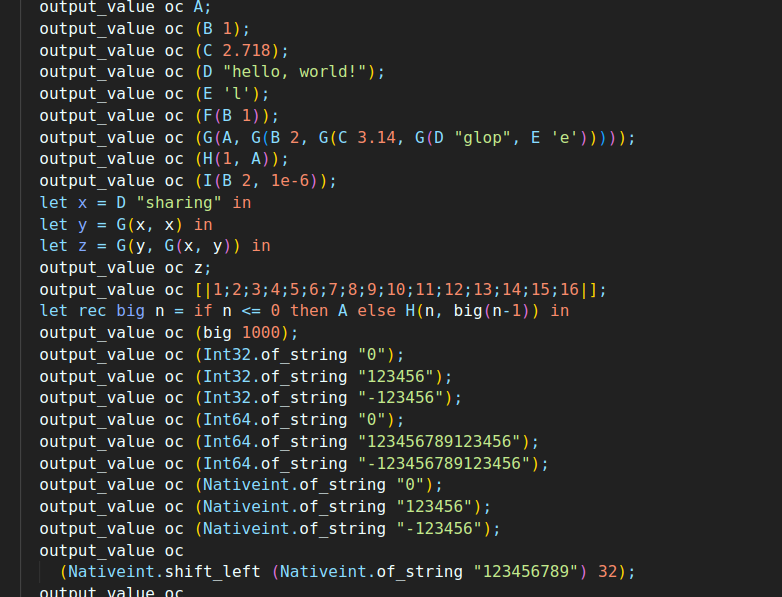 output_value oc A;
output_value oc (B 1);
output_value oc (C 2.718);
output_value oc (D "hello, world!");
output_value oc (E 'l');
output_value oc (F(B 1));
output_value oc (G(A, G(B 2, G(C 3.14, G(D "glop", E 'e')))));
output_value oc (H(1, A));
output_value oc (I(B 2, 1e-6));
let x = D "sharing" in
let y = G(x, x) in
let z = G(y, G(x, y)) in
output_value oc z;
output_value oc [|1;2;3;4;5;6;7;8;9;10;11;12;13;14;15;16|];
let rec big n = if n <= 0 then A else H(n, big(n-1)) in
output_value oc (big 1000);
output_value oc (Int32.of_string "0");
output_value oc (Int32.of_string "123456");
output_value oc (Int32.of_string "-123456");
output_value oc (Int64.of_string "0");
output_value oc (Int64.of_string "123456789123456");
output_value oc (Int64.of_string "-123456789123456");
output_value oc (Nativeint.of_string "0");
output_value oc (Nativeint.of_string "123456");
output_value oc (Nativeint.of_string "-123456");
output_value oc
(Nativeint.shift_left (Nativeint.of_string "123456789") 32);
output_value oc